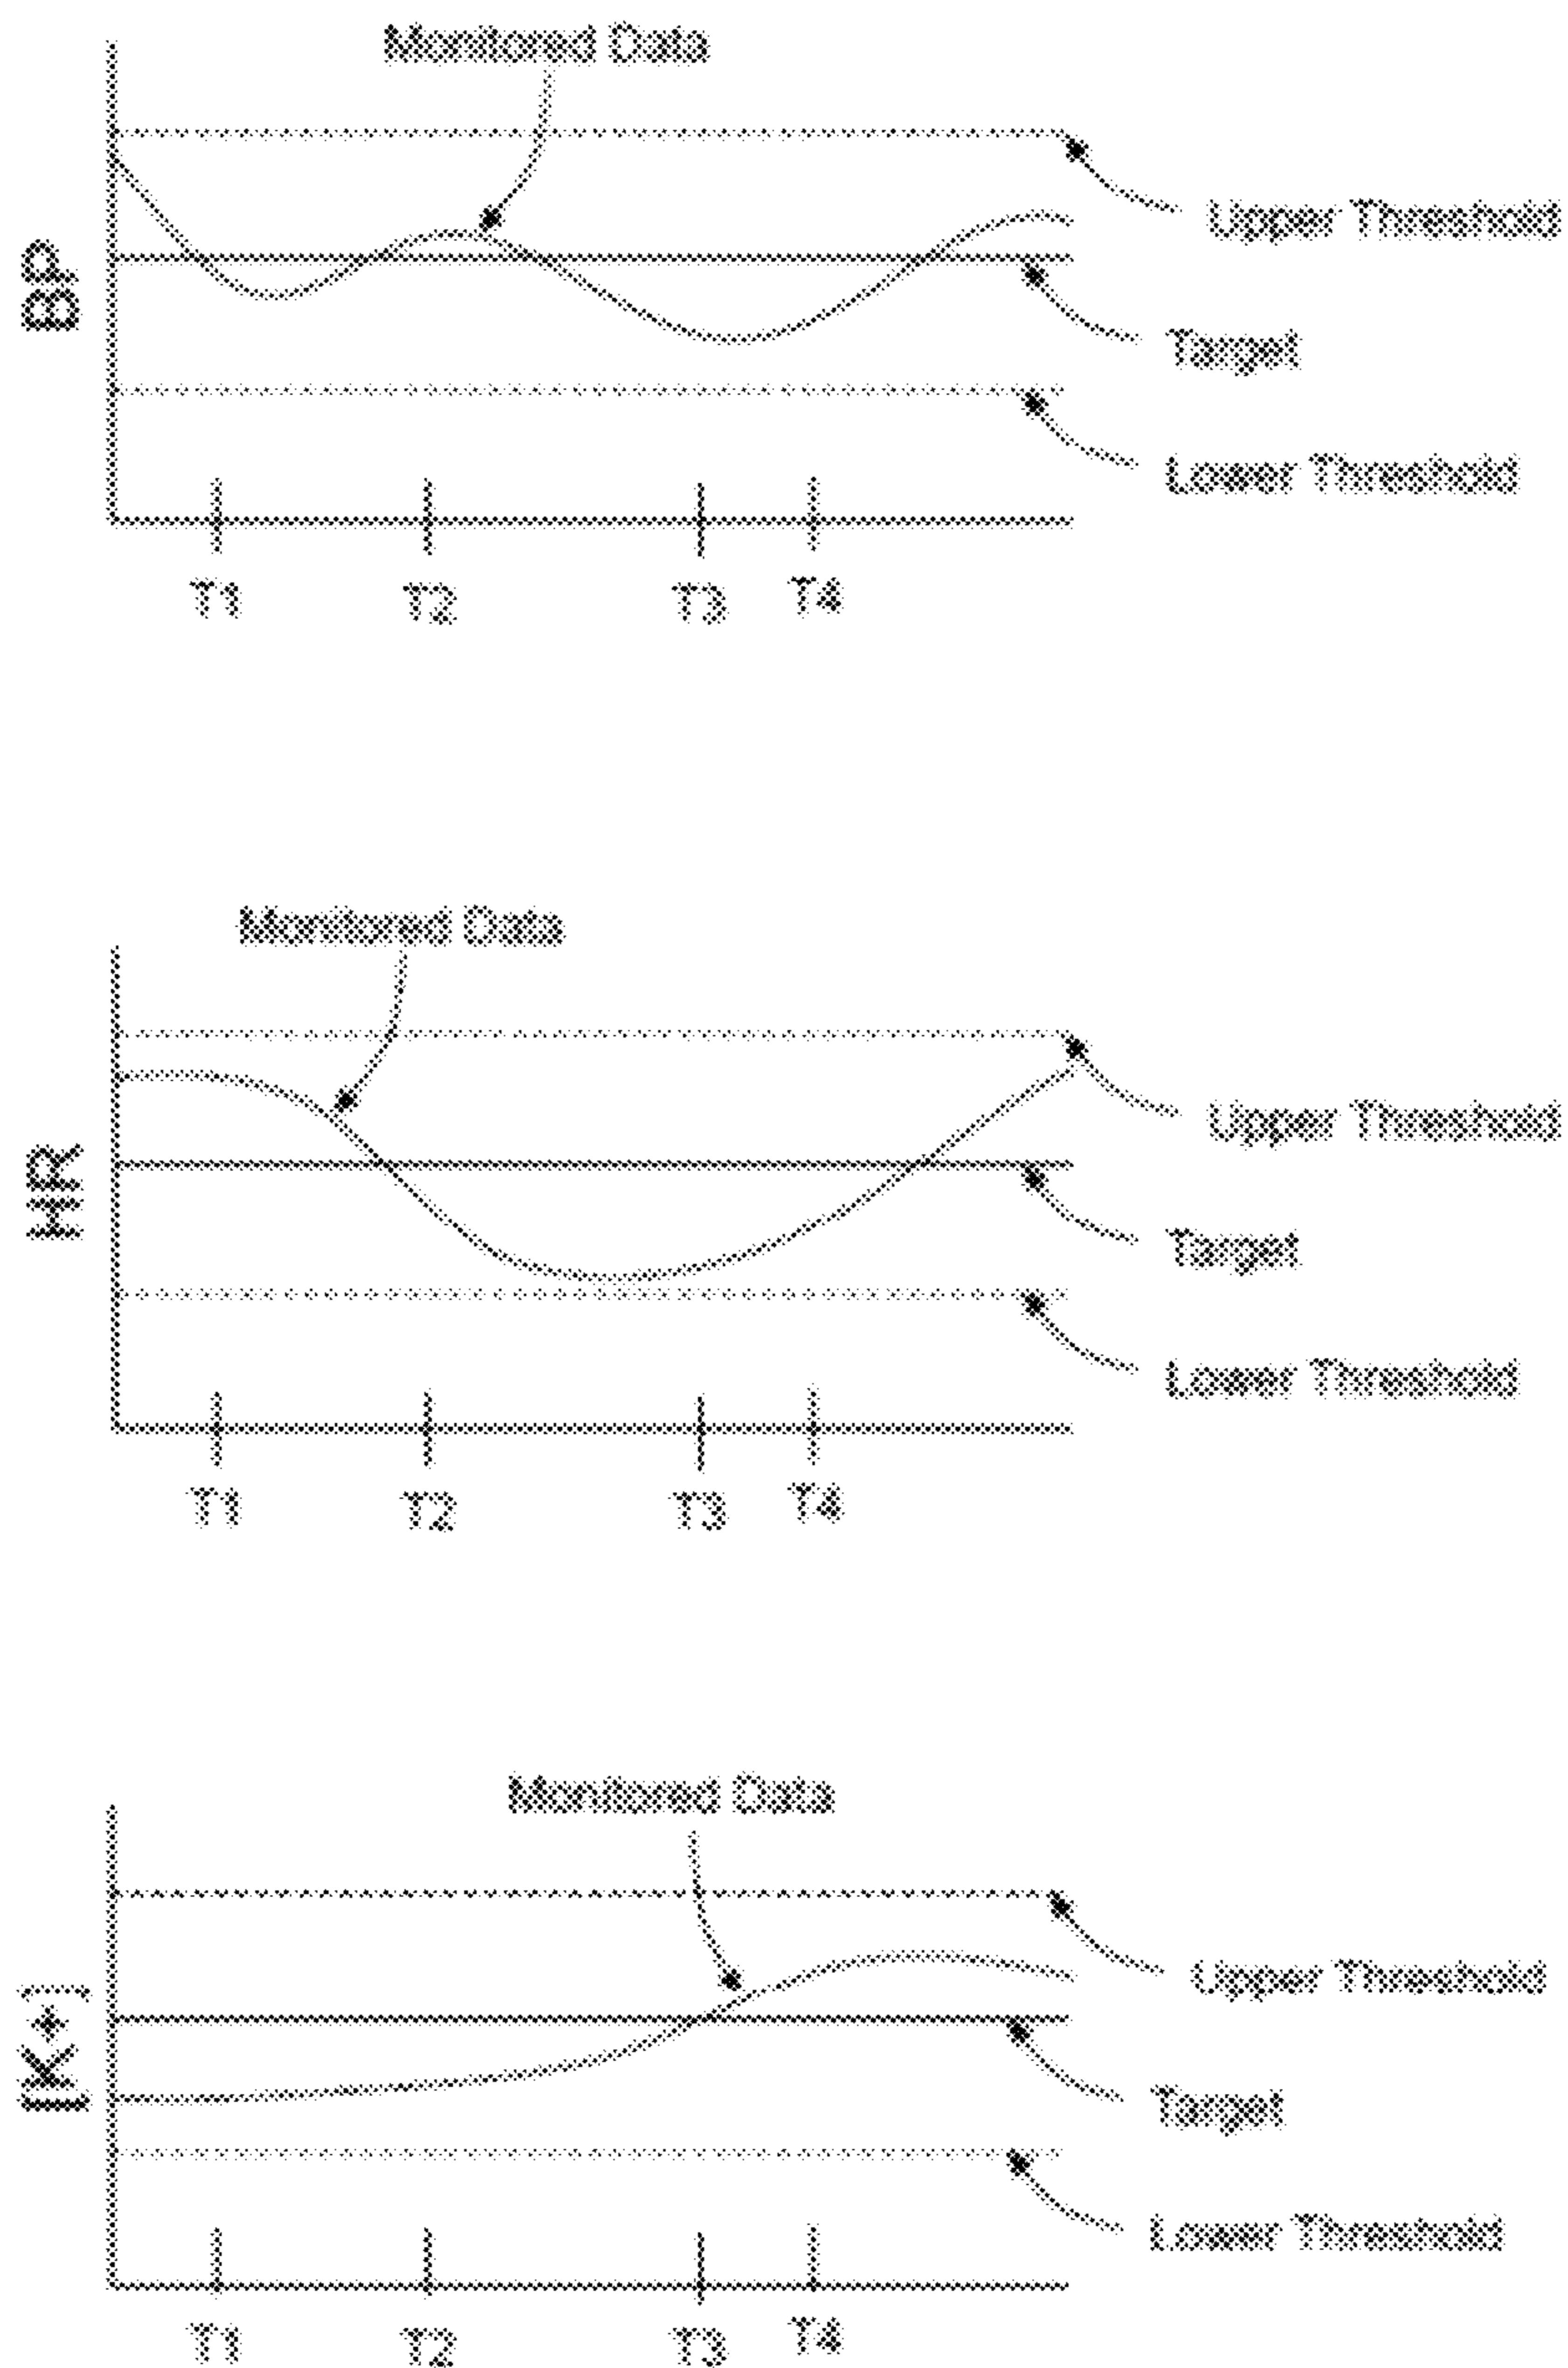 Monitored Data
Upper Threshold
BP
Target
Lower Threshold
T1 T2 T3 T4
Monitored Data
Upper Threshold
HR
Target
Lower Threshold
T1 T2 T3 T4
Monitored Data
Upper Threshold
[K+]
Target
Lower Threshold
T1 T2 T3 T4